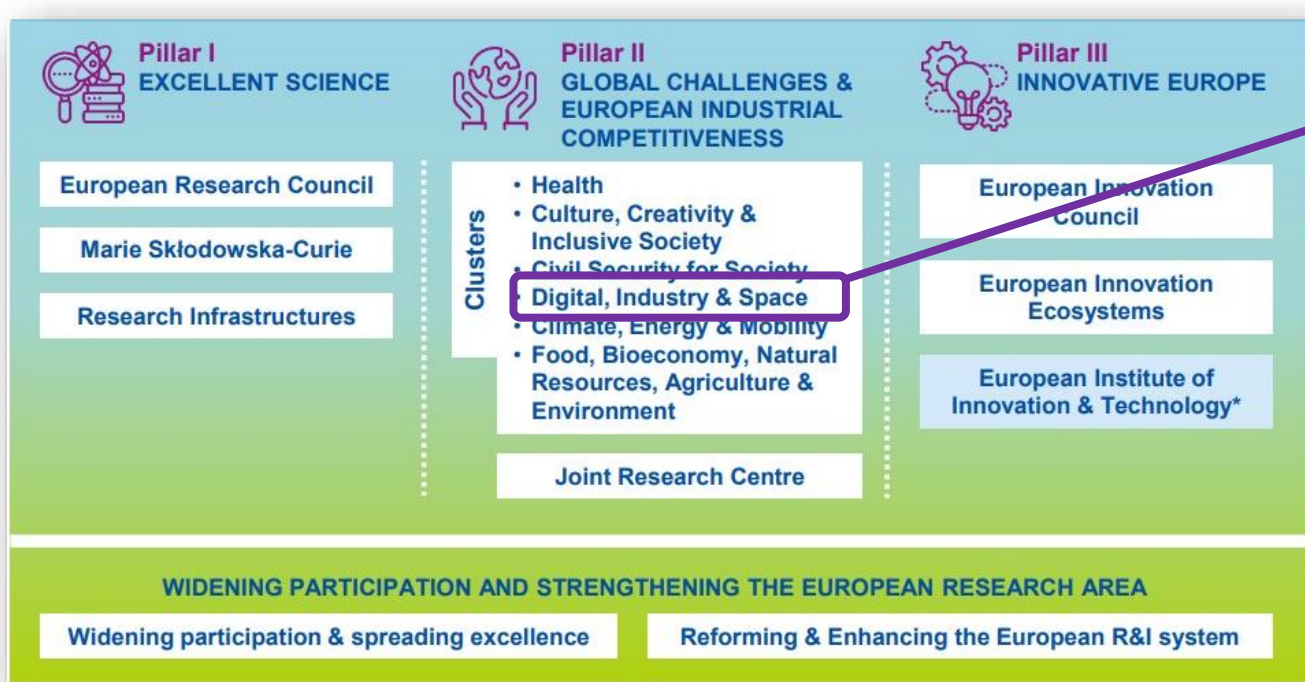 Pillar I
EXCELLENT SCIENCE
European Research Council
Marie Skłodowska-Curie
Research Infrastructures
Pillar II
GLOBAL CHALLENGES &
EUROPEAN INDUSTRIAL
COMPETITIVENESS
Clusters
• Health
• Culture, Creativity &
Inclusive Society
• Civil Security for Society
• Digital, Industry & Space
• Climate, Energy & Mobility
• Food, Bioeconomy, Natural
Resources, Agriculture &
Environment
Joint Research Centre
Pillar III
INNOVATIVE EUROPE
European Innovation
Council
European Innovation
Ecosystems
European Institute of
Innovation & Technology*
WIDENING PARTICIPATION AND STRENGTHENING THE EUROPEAN RESEARCH AREA
Widening participation & spreading excellence
Reforming & Enhancing the European R&I system